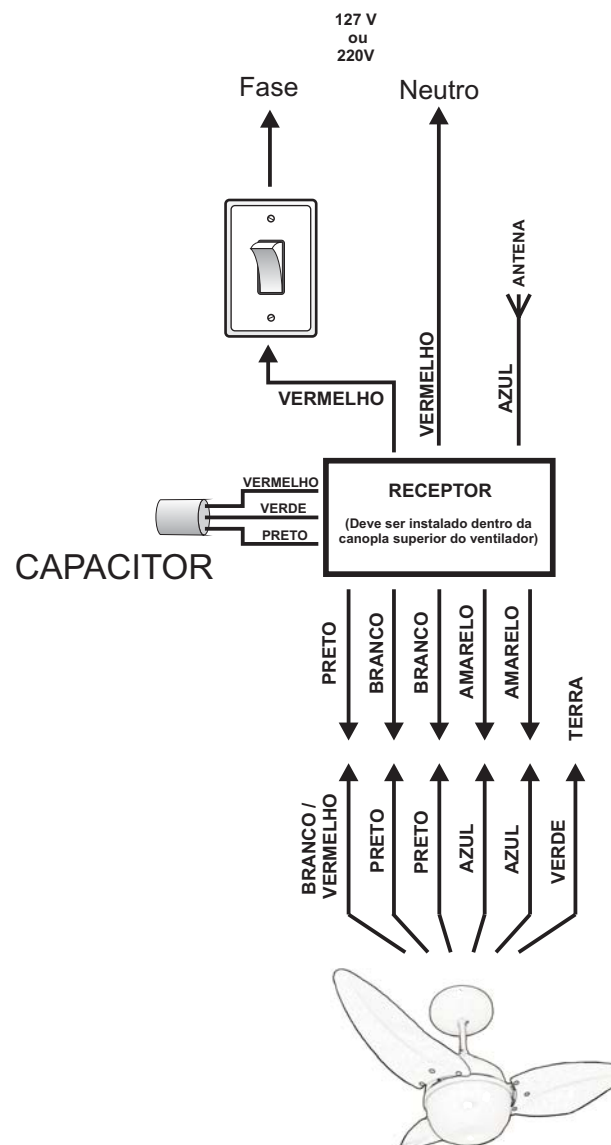 127 V
ou
220V
Fase
Neutro
ANTENA
VERMELHO
VERMELHO
AZUL
VERMELHO
VERDE
PRETO
CAPACITOR
RECEPTOR
(Deve ser instalado dentro da
canopla superior do ventilador)
PRETO
BRANCO
BRANCO
AMARELO
AMARELO
TERRA
BRANCO /
VERMELHO
PRETO
PRETO
AZUL
AZUL
VERDE